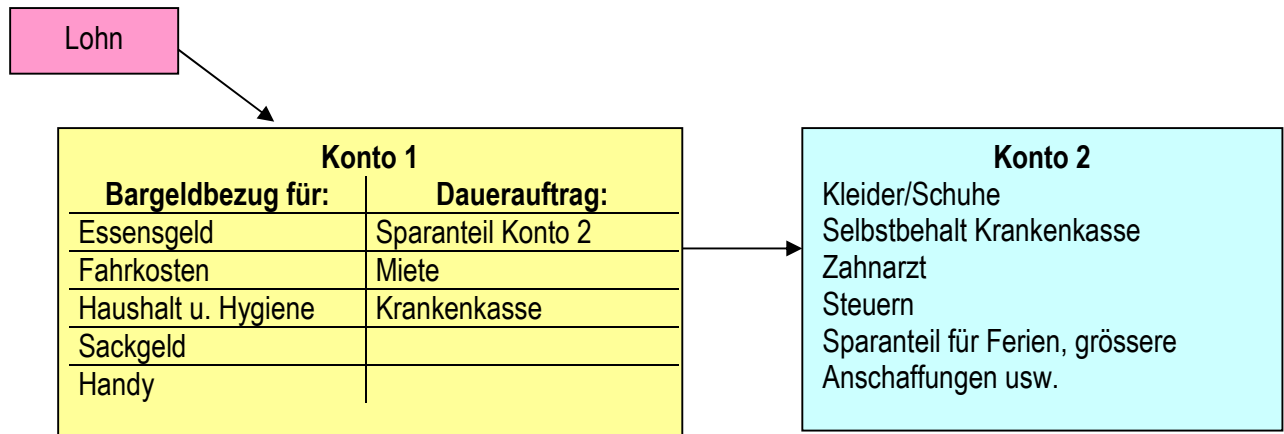 Lohn
Konto 1
Bargeldbezug für: Dauerauftrag:
Essensgeld Sparanteil Konto 2
Fahrkosten Miete
Haushalt u. Hygiene Krankenkasse
Sackgeld
Handy
Konto 2
Kleider/Schuhe
Selbstbehalt Krankenkasse
Zahnarzt
Steuern
Sparanteil für Ferien, grössere
Anschaffungen usw.